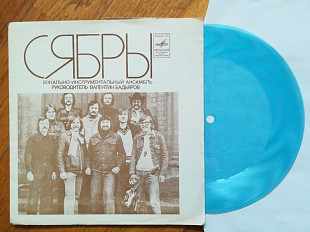 СЯБРЫ
ВОКАЛЬНО-ИНСТРУМЕНТАЛЬНЫЙ АНСАМБЛЬ,
РУКОВОДИТЕЛЬ ВАЛЕНТИН БАДЬЯРОВ